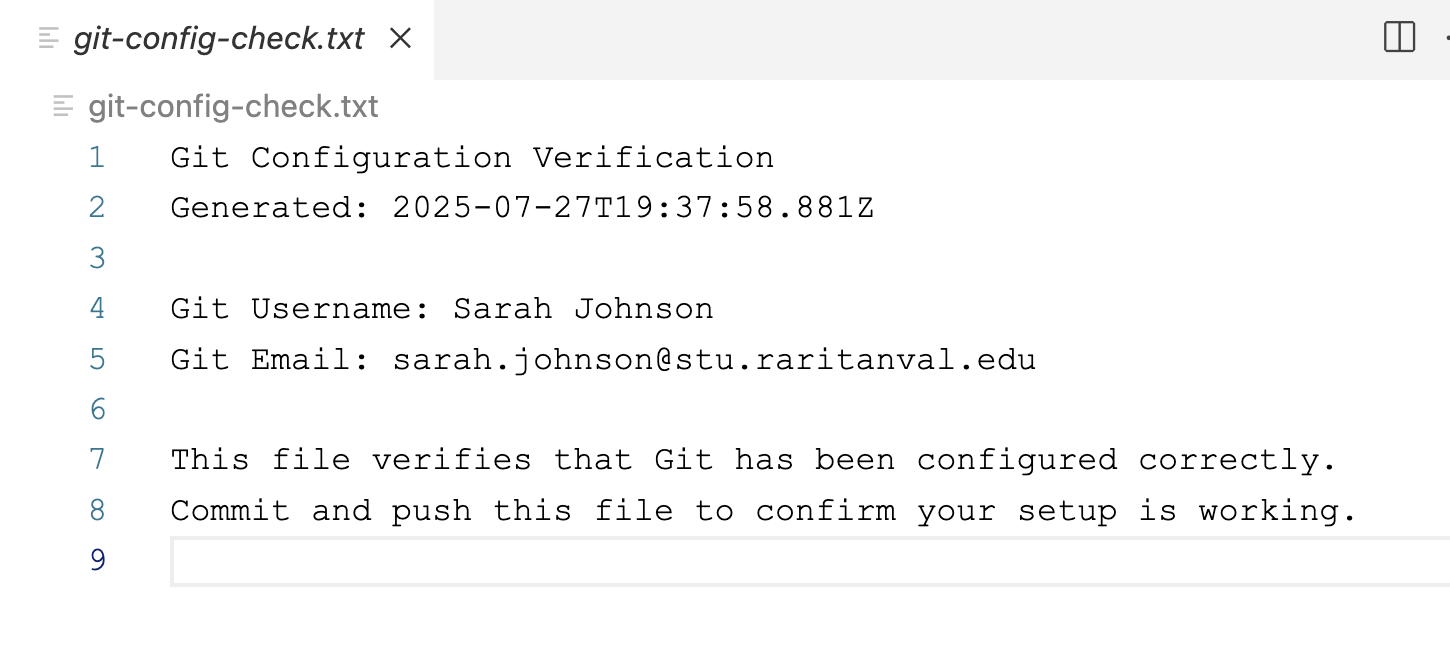 git-config-check.txt
git-config-check.txt
1 Git Configuration Verification
2 Generated: 2025-07-27T19:37:58.881Z
3
4 Git Username: Sarah Johnson
5 Git Email: sarah.johnson@stu.raritanval.edu
6
7 This file verifies that Git has been configured correctly.
8 Commit and push this file to confirm your setup is working.
9